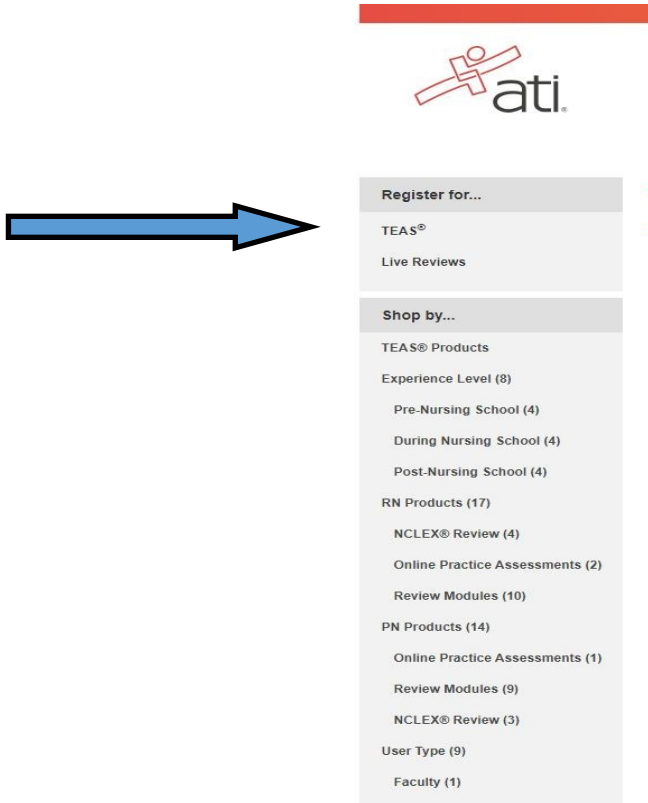 ati®
Register for...
TEAS®
Live Reviews
Shop by...
TEAS® Products
Experience Level (8)
Pre-Nursing School (4)
During Nursing School (4)
Post-Nursing School (4)
RN Products (17)
NCLEX® Review (4)
Online Practice Assessments (2)
Review Modules (10)
PN Products (14)
Online Practice Assessments (1)
Review Modules (9)
NCLEX® Review (3)
User Type (9)
Faculty (1)